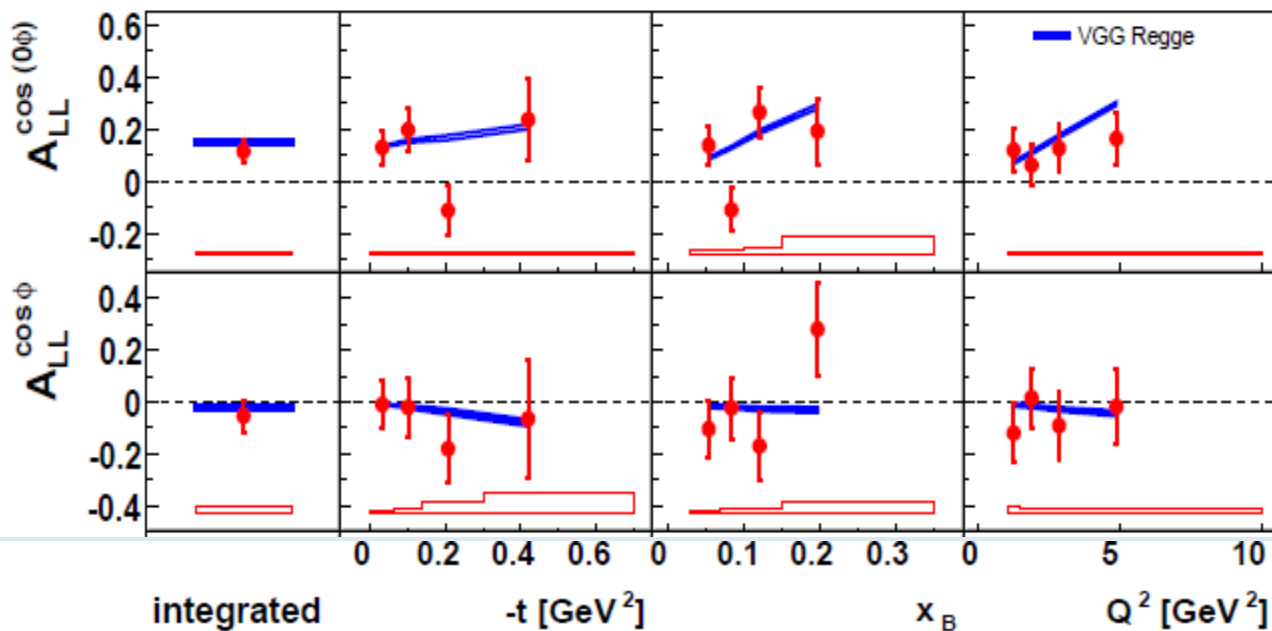 A_LL^cos (0φ)
0.6
0.4
0.2
0
-0.2
VGG Regge
A_LL^cos φ
0.4
0.2
0
-0.2
-0.4
0 0.2 0.4 0.6 0 0.1 0.2 0.3 0 5 10
integrated -t [GeV²] x_B Q² [GeV²]